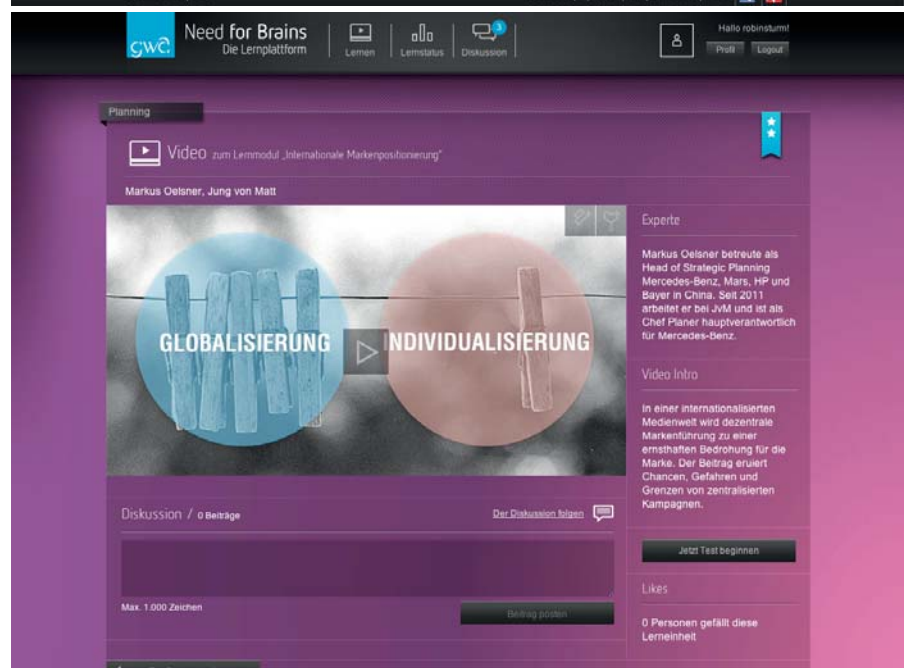 gwa.
Need for Brains
Die Lernplattform
Lernen
Lernstatus
3
Diskussion
Hallo robinsturm!
Profil
Logout
Planning
Video zum Lernmodul „Internationale Markenpositionierung“
Markus Oelsner, Jung von Matt
GLOBALISIERUNG
INDIVIDUALISIERUNG
Experte
Markus Oelsner betreute als
Head of Strategic Planning
Mercedes-Benz, Mars, HP und
Bayer in China. Seit 2011
arbeitet er bei JvM und ist als
Chef Planer hauptverantwortlich
für Mercedes-Benz.
Video Intro
In einer internationalisierten
Medienwelt wird dezentrale
Markenführung zu einer
ernsthaften Bedrohung für die
Marke. Der Beitrag eruiert
Chancen, Gefahren und
Grenzen von zentralisierten
Kampagnen.
Jetzt Test beginnen
Diskussion / 0 Beiträge
Der Diskussion folgen
Max. 1.000 Zeichen
Beitrag posten
Likes
0 Personen gefällt diese
Lerneinheit